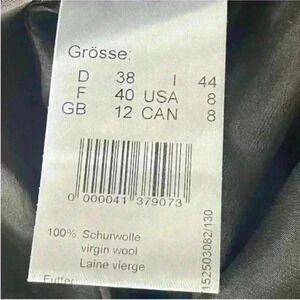 Grösse:
D 38 I 44
F 40 USA 8
GB 12 CAN 8
0 000041 379073
100% Schurwolle
virgin wool
Laine vierge
Futter:
152503082/130